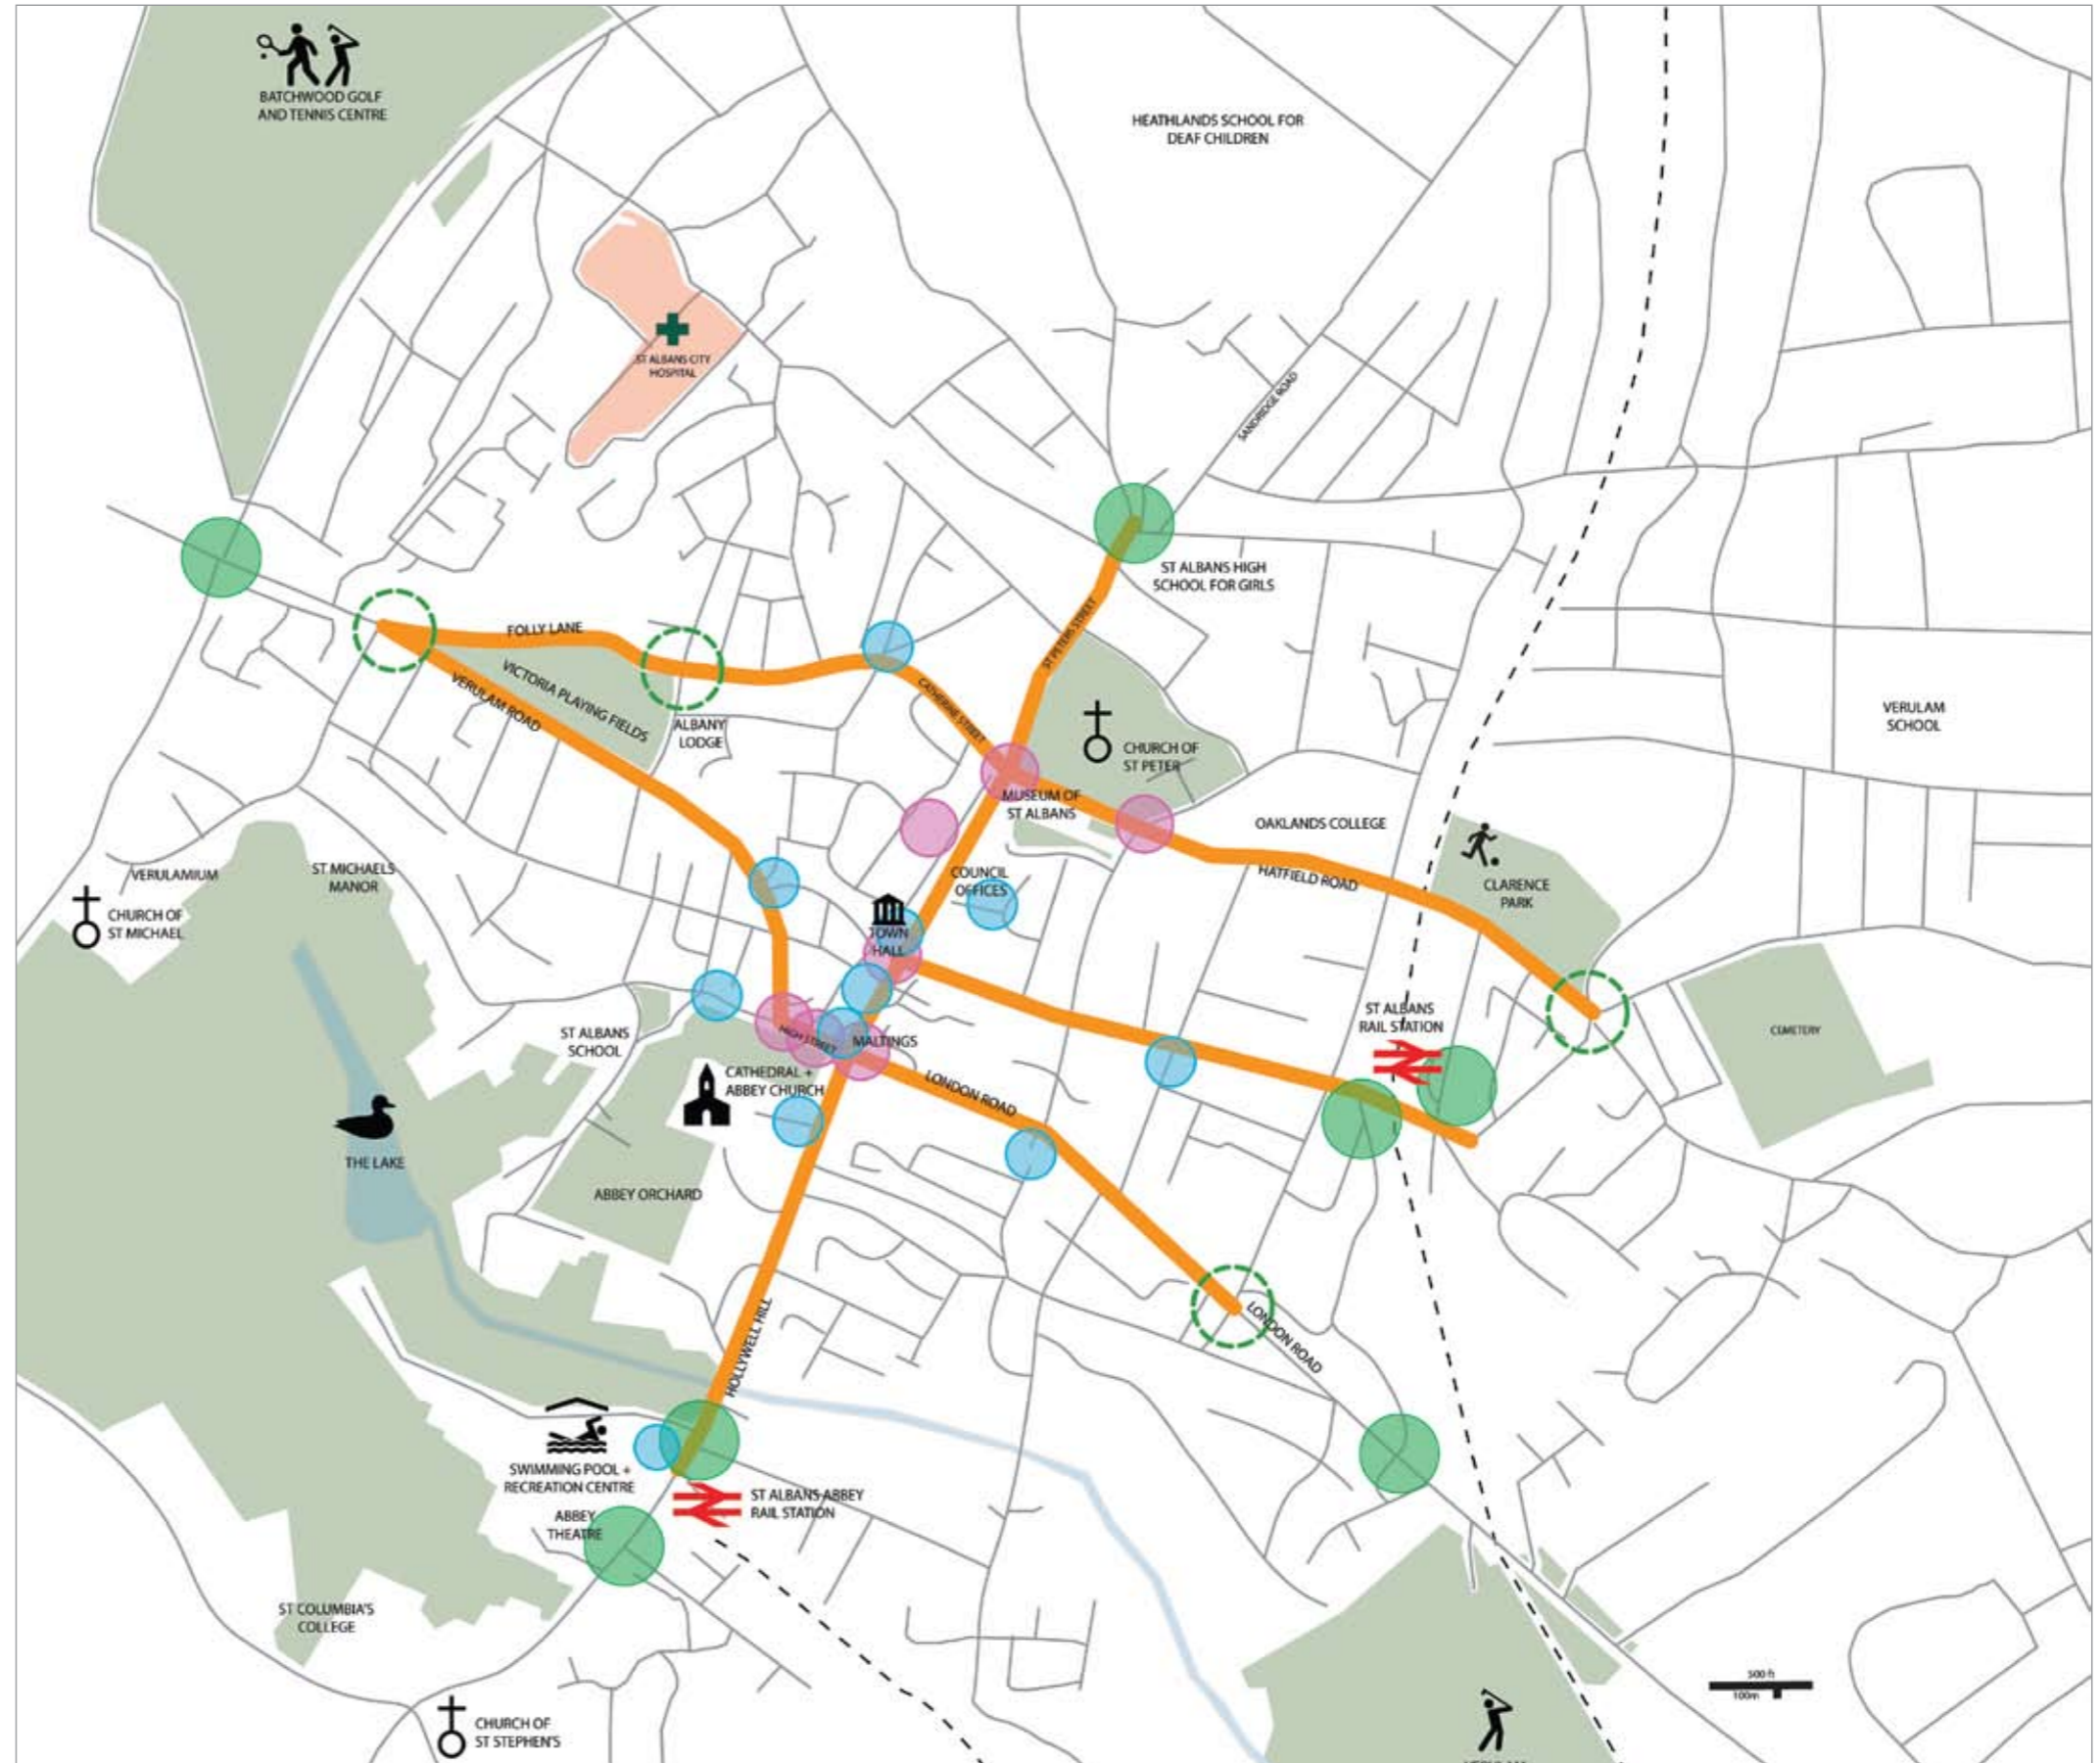 BATCHWOOD GOLF
AND TENNIS CENTRE
HEATHLANDS SCHOOL FOR
DEAF CHILDREN
ST ALBANS CITY
HOSPITAL
SANDRIDGE ROAD
ST ALBANS HIGH
SCHOOL FOR GIRLS
FOLLY LANE
ST PETERS STREET
VICTORIA PLAYING FIELDS
VERULAM ROAD
CATHERINE STREET
ALBANY
LODGE
CHURCH OF
ST PETER
VERULAM
SCHOOL
MUSEUM OF
ST ALBANS
OAKLANDS COLLEGE
HATFIELD ROAD
CLARENCE
PARK
VERULAMIUM
ST MICHAELS
MANOR
COUNCIL
OFFICES
CHURCH OF
ST MICHAEL
TOWN
HALL
ST ALBANS
RAIL STATION
CEMETERY
ST ALBANS
SCHOOL
HIGH STREET
MALTINGS
CATHEDRAL +
ABBEY CHURCH
LONDON ROAD
THE LAKE
ABBEY ORCHARD
HOLLYWELL HILL
LONDON ROAD
SWIMMING POOL +
RECREATION CENTRE
ST ALBANS ABBEY
RAIL STATION
ABBEY
THEATRE
ST COLUMBIA'S
COLLEGE
500 ft
100m
CHURCH OF
ST STEPHEN'S